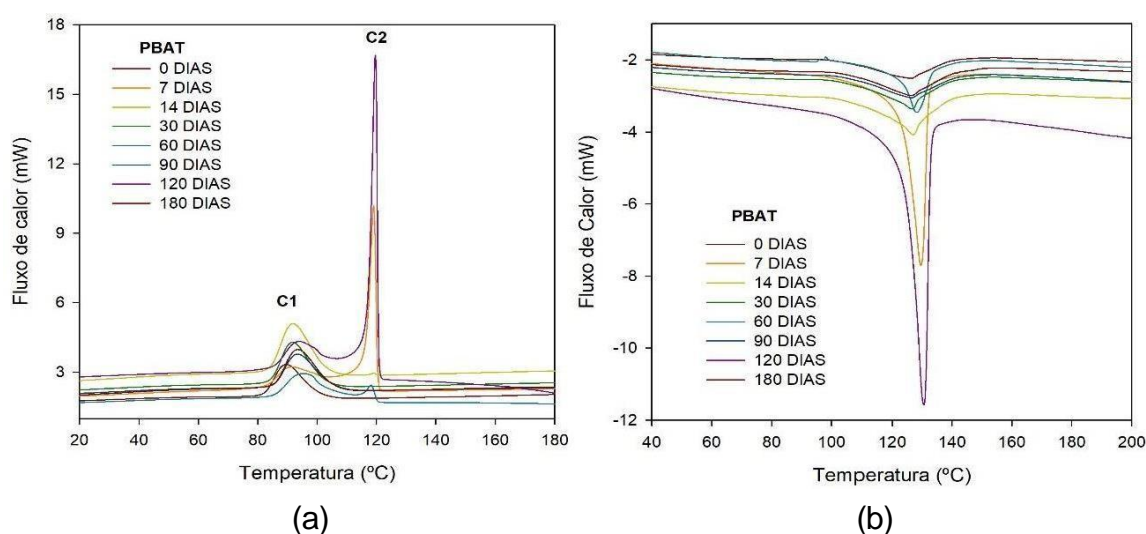 18
15
12
9
6
3
Fluxo de calor (mW)
PBAT
0 DIAS
7 DIAS
14 DIAS
30 DIAS
60 DIAS
90 DIAS
120 DIAS
180 DIAS
C1
C2
20 40 60 80 100 120 140 160 180
Temperatura (ºC)
(a)
-2
-4
-6
-8
-10
-12
Fluxo de Calor (mW)
PBAT
0 DIAS
7 DIAS
14 DIAS
30 DIAS
60 DIAS
90 DIAS
120 DIAS
180 DIAS
40 60 80 100 120 140 160 200
Temperatura (ºC)
(b)